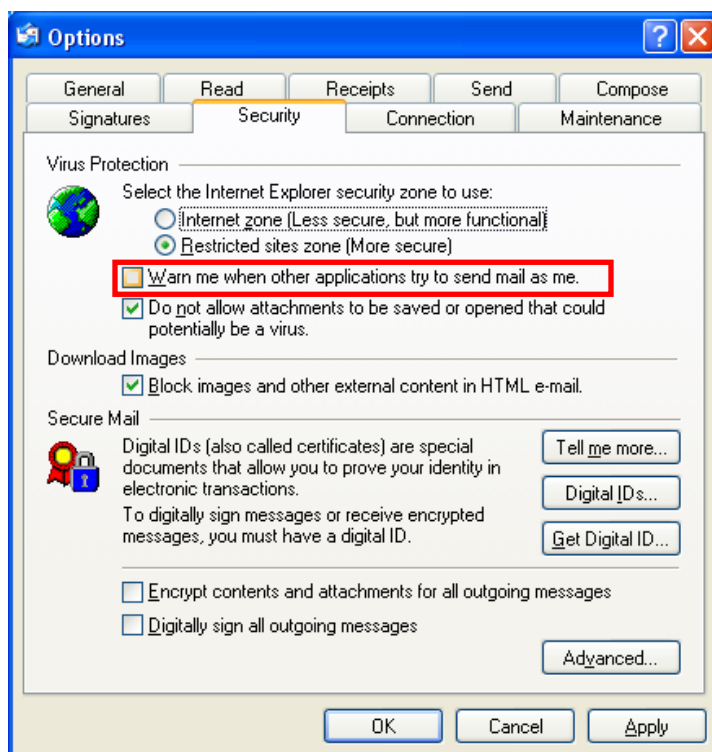 Options
General Read Receipts Send Compose
Signatures Security Connection Maintenance
Virus Protection
Select the Internet Explorer security zone to use:
Internet zone (Less secure, but more functional)
Restricted sites zone (More secure)
Warn me when other applications try to send mail as me.
Do not allow attachments to be saved or opened that could
potentially be a virus.
Download Images
Block images and other external content in HTML e-mail.
Secure Mail
Digital IDs (also called certificates) are special
documents that allow you to prove your identity in
electronic transactions.
Tell me more...
Digital IDs...
To digitally sign messages or receive encrypted
messages, you must have a digital ID.
Get Digital ID...
Encrypt contents and attachments for all outgoing messages
Digitally sign all outgoing messages
Advanced...
OK Cancel Apply